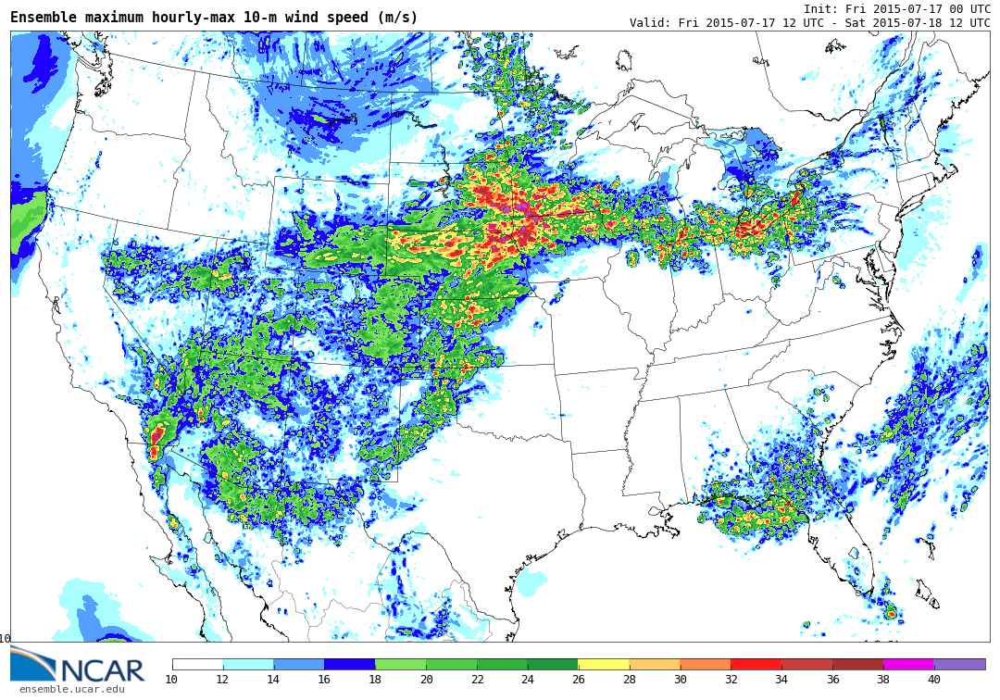 Ensemble maximum hourly-max 10-m wind speed (m/s)
Init: Fri 2015-07-17 00 UTC
Valid: Fri 2015-07-17 12 UTC - Sat 2015-07-18 12 UTC
10
NCAR
ensemble.ucar.edu
10 12 14 16 18 20 22 24 26 28 30 32 34 36 38 40